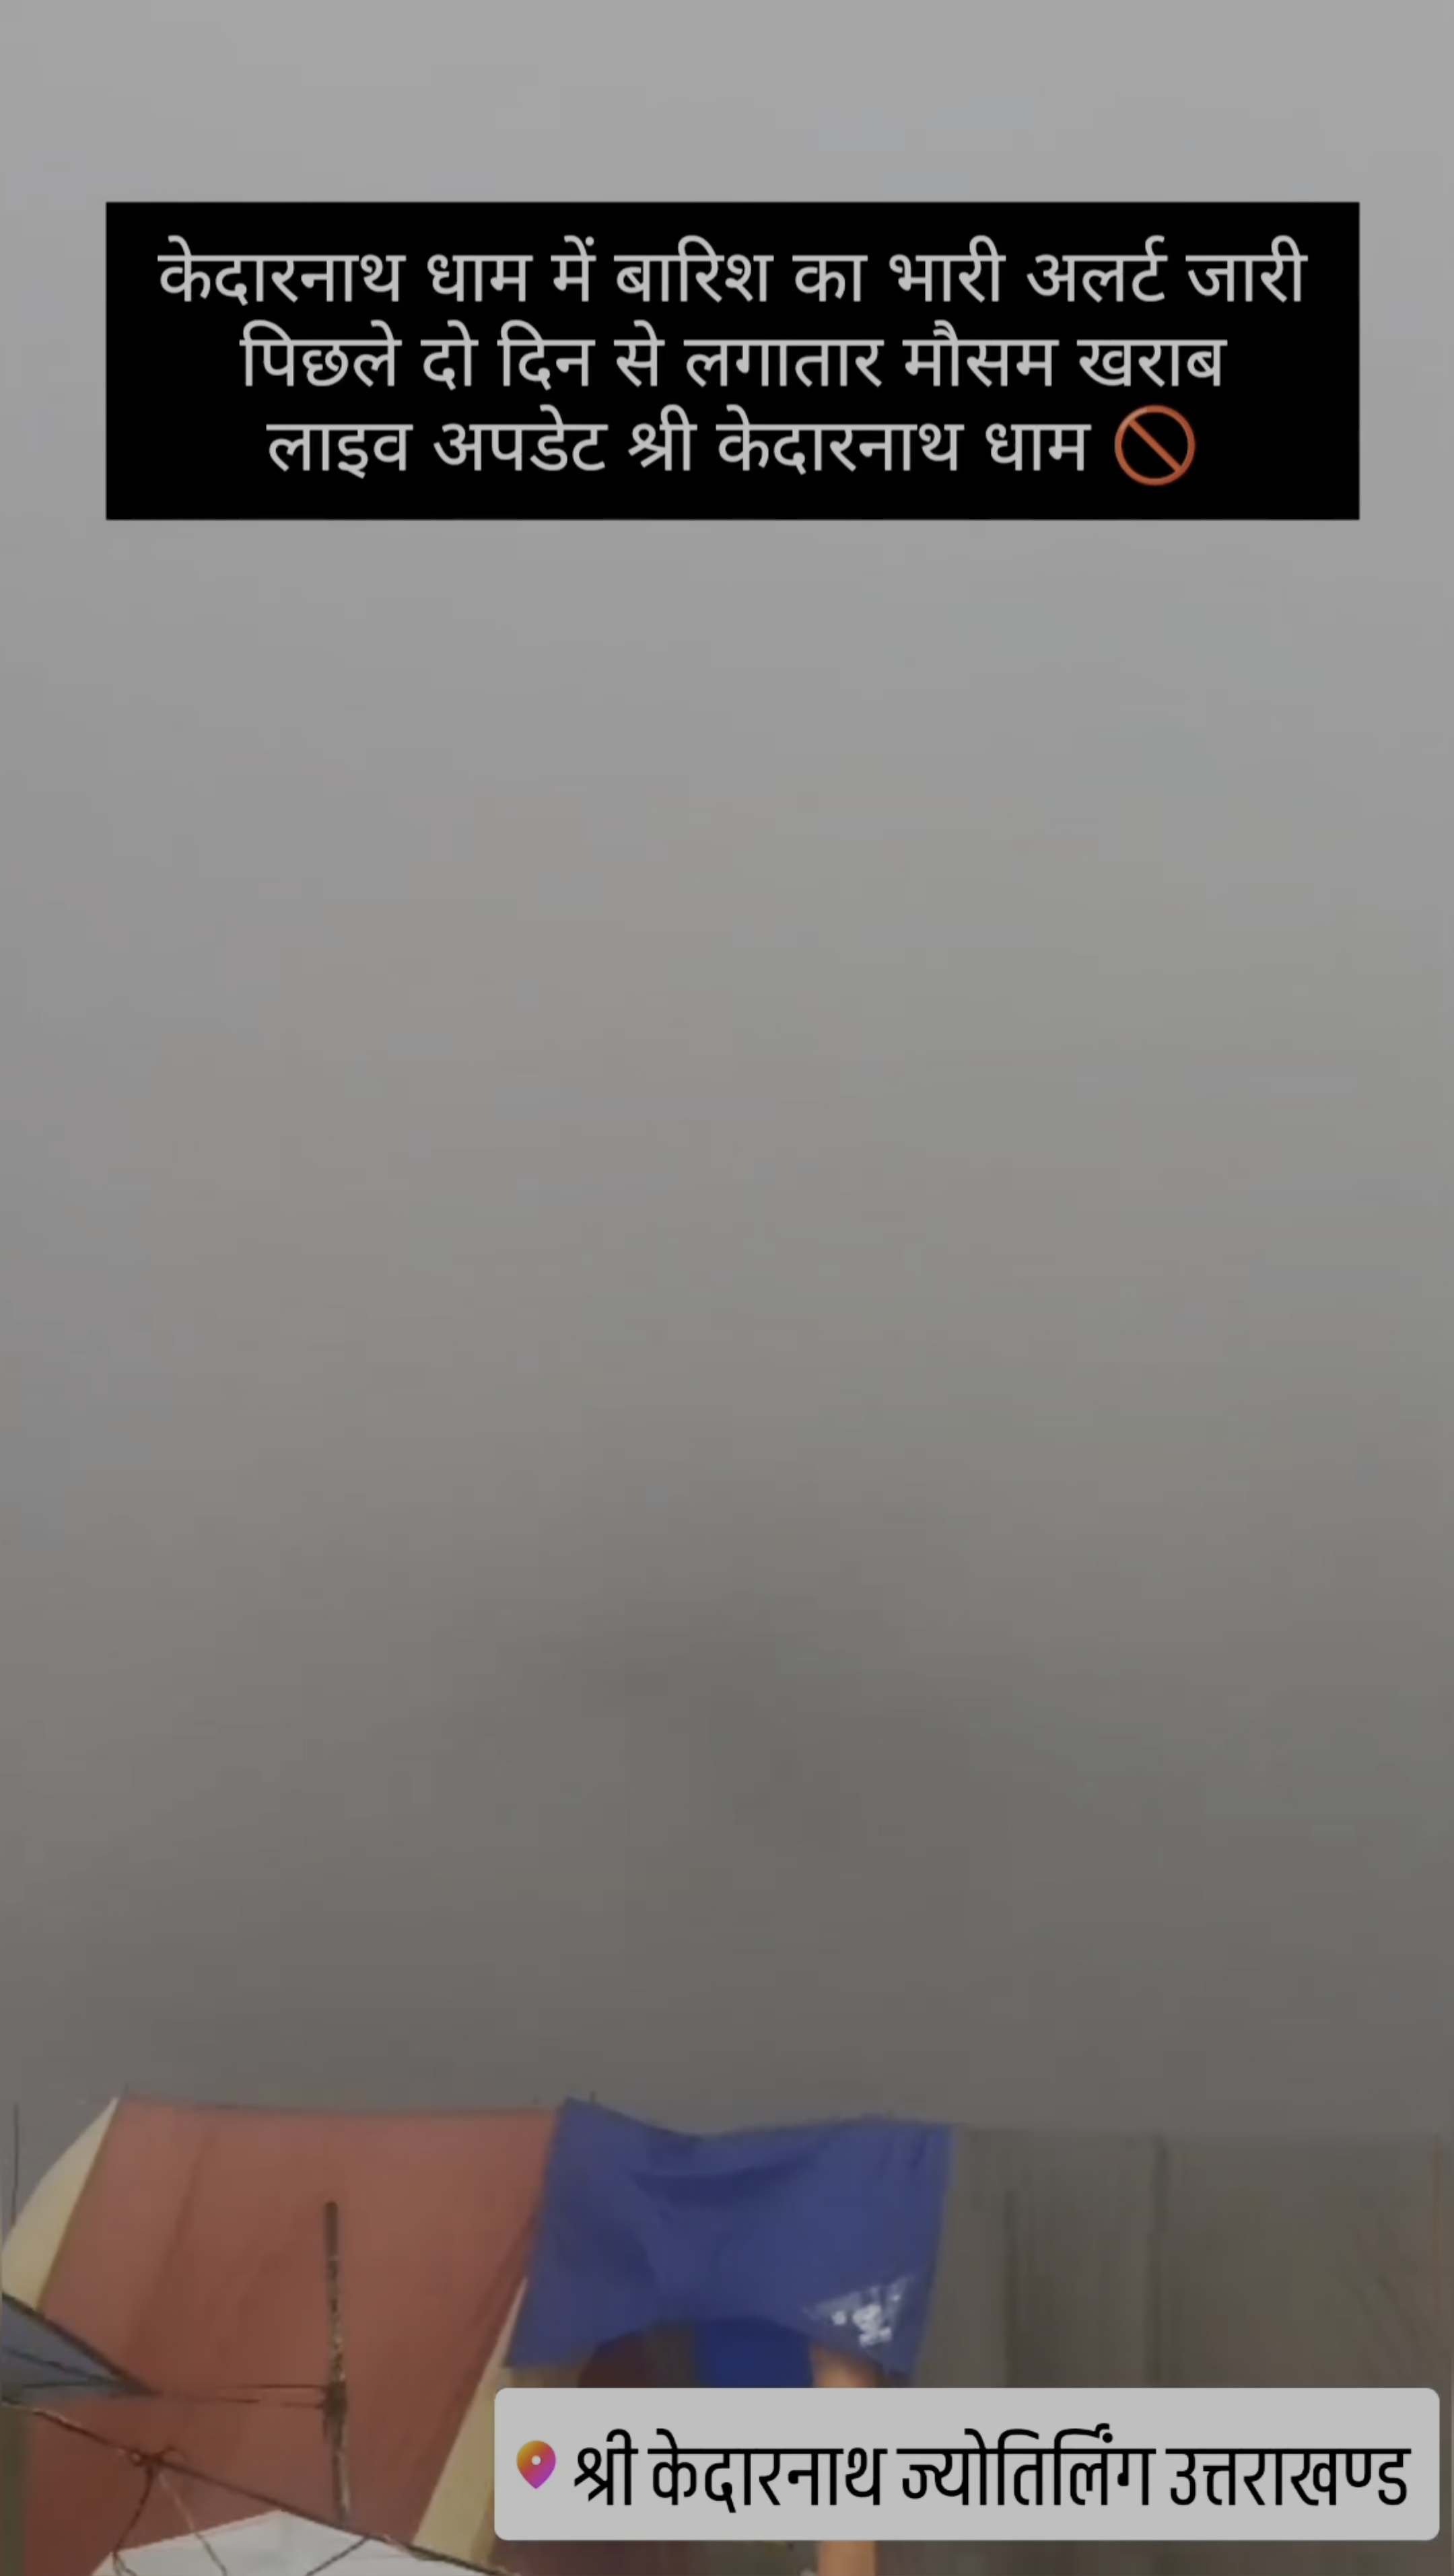 केदारनाथ धाम में बारिश का भारी अलर्ट जारी
पिछले दो दिन से लगातार मौसम खराब
लाइव अपडेट श्री केदारनाथ धाम 🚫
श्री केदारनाथ ज्योतिर्लिंग उत्तराखण्ड